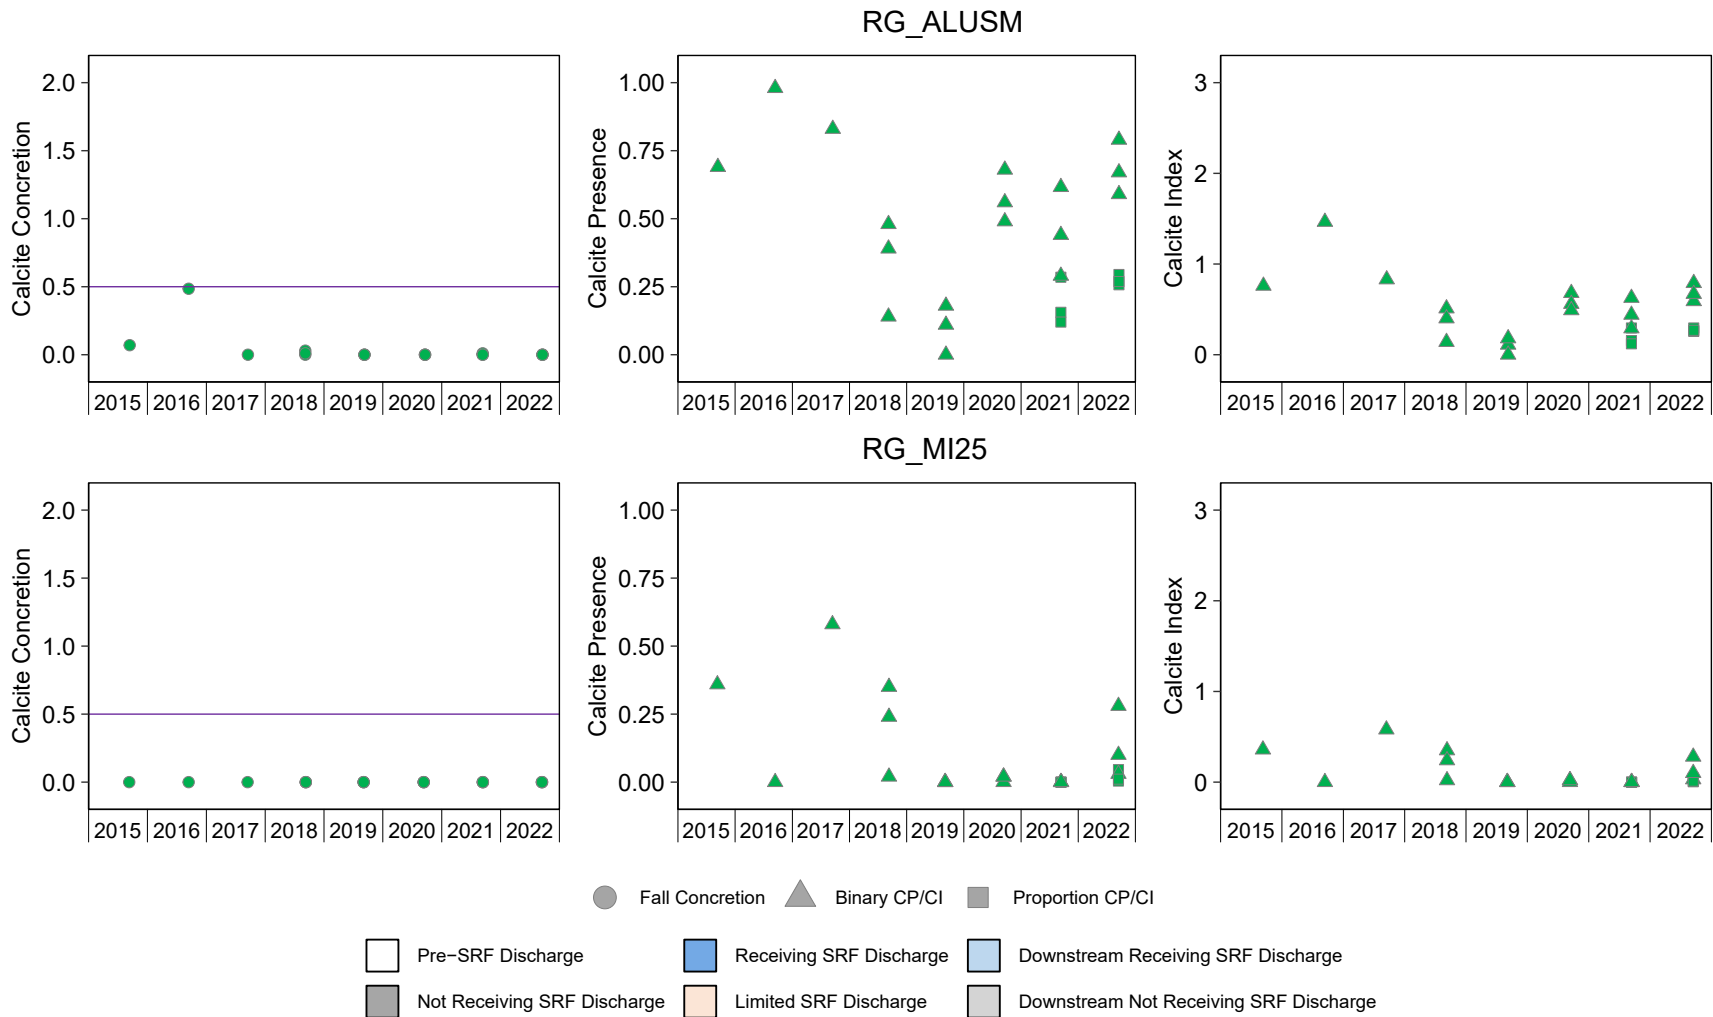 RG_ALUSM
Calcite Concretion
2.0
1.5
1.0
0.5
0.0
2015 2016 2017 2018 2019 2020 2021 2022
Calcite Presence
1.00
0.75
0.50
0.25
0.00
2015 2016 2017 2018 2019 2020 2021 2022
Calcite Index
3
2
1
0
2015 2016 2017 2018 2019 2020 2021 2022
RG_MI25
Calcite Concretion
2.0
1.5
1.0
0.5
0.0
2015 2016 2017 2018 2019 2020 2021 2022
Calcite Presence
1.00
0.75
0.50
0.25
0.00
2015 2016 2017 2018 2019 2020 2021 2022
Calcite Index
3
2
1
0
2015 2016 2017 2018 2019 2020 2021 2022
Fall Concretion Binary CP/CI Proportion CP/CI
Pre−SRF Discharge Receiving SRF Discharge Downstream Receiving SRF Discharge
Not Receiving SRF Discharge Limited SRF Discharge Downstream Not Receiving SRF Discharge